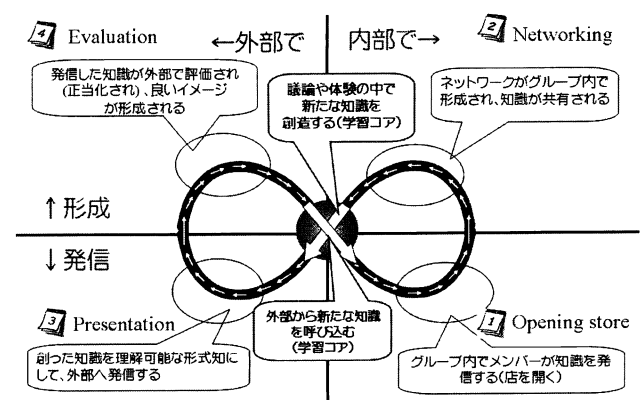 4 Evaluation
←外部で
内部で→
2 Networking
発信した知識が外部で評価され
(正当化され)、良いイメージ
が形成される
議論や体験の中で
新たな知識を
創造する(学習コア)
ネットワークがグループ内で
形成され、知識が共有される
↑形成
↓発信
3 Presentation
創った知識を理解可能な形式知に
して、外部へ発信する
外部から新たな知識
を呼び込む
(学習コア)
1 Opening store
グループ内でメンバーが知識を発
信する(店を開く)